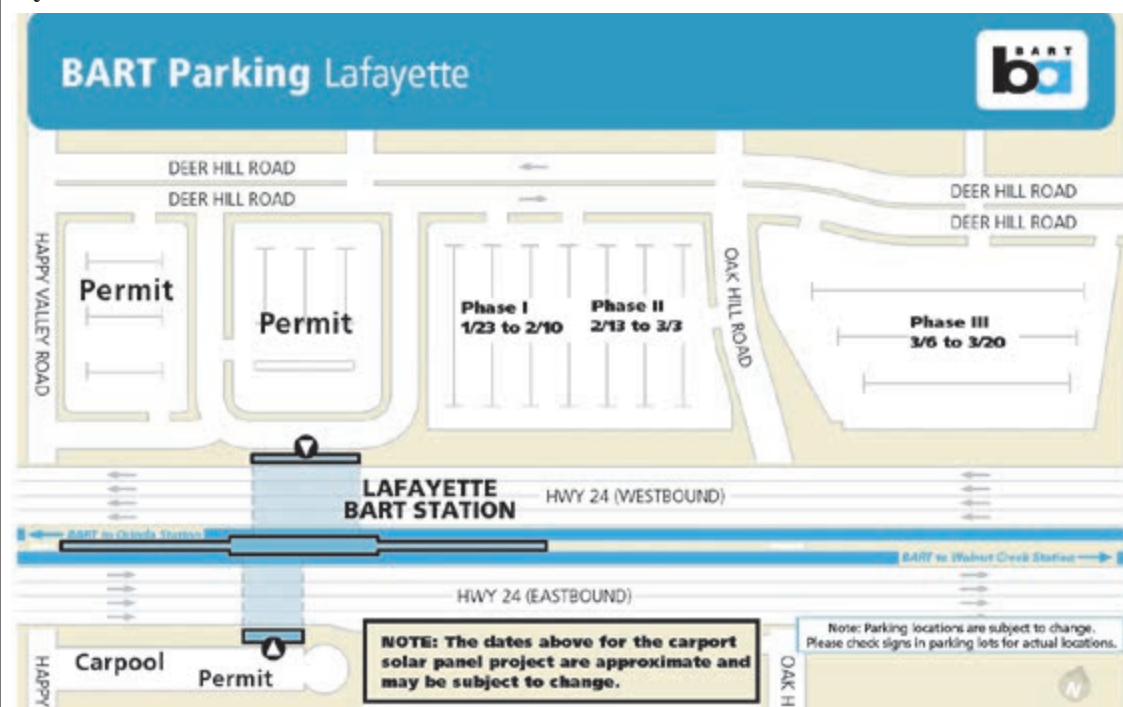 BART Parking Lafayette
BART
ba
DEER HILL ROAD
DEER HILL ROAD
DEER HILL ROAD
DEER HILL ROAD
HAPPY VALLEY ROAD
Permit
Permit
Phase I
1/23 to 2/10
Phase II
2/13 to 3/3
OAK HILL ROAD
Phase III
3/6 to 3/20
LAFAYETTE
BART STATION
HWY 24 (WESTBOUND)
BART to Orinda Station
BART to Walnut Creek Station
HWY 24 (EASTBOUND)
HAPPY
Carpool
Permit
NOTE: The dates above for the carport
solar panel project are approximate and
may be subject to change.
OAK H
Note: Parking locations are subject to change.
Please check signs in parking lots for actual locations.
N